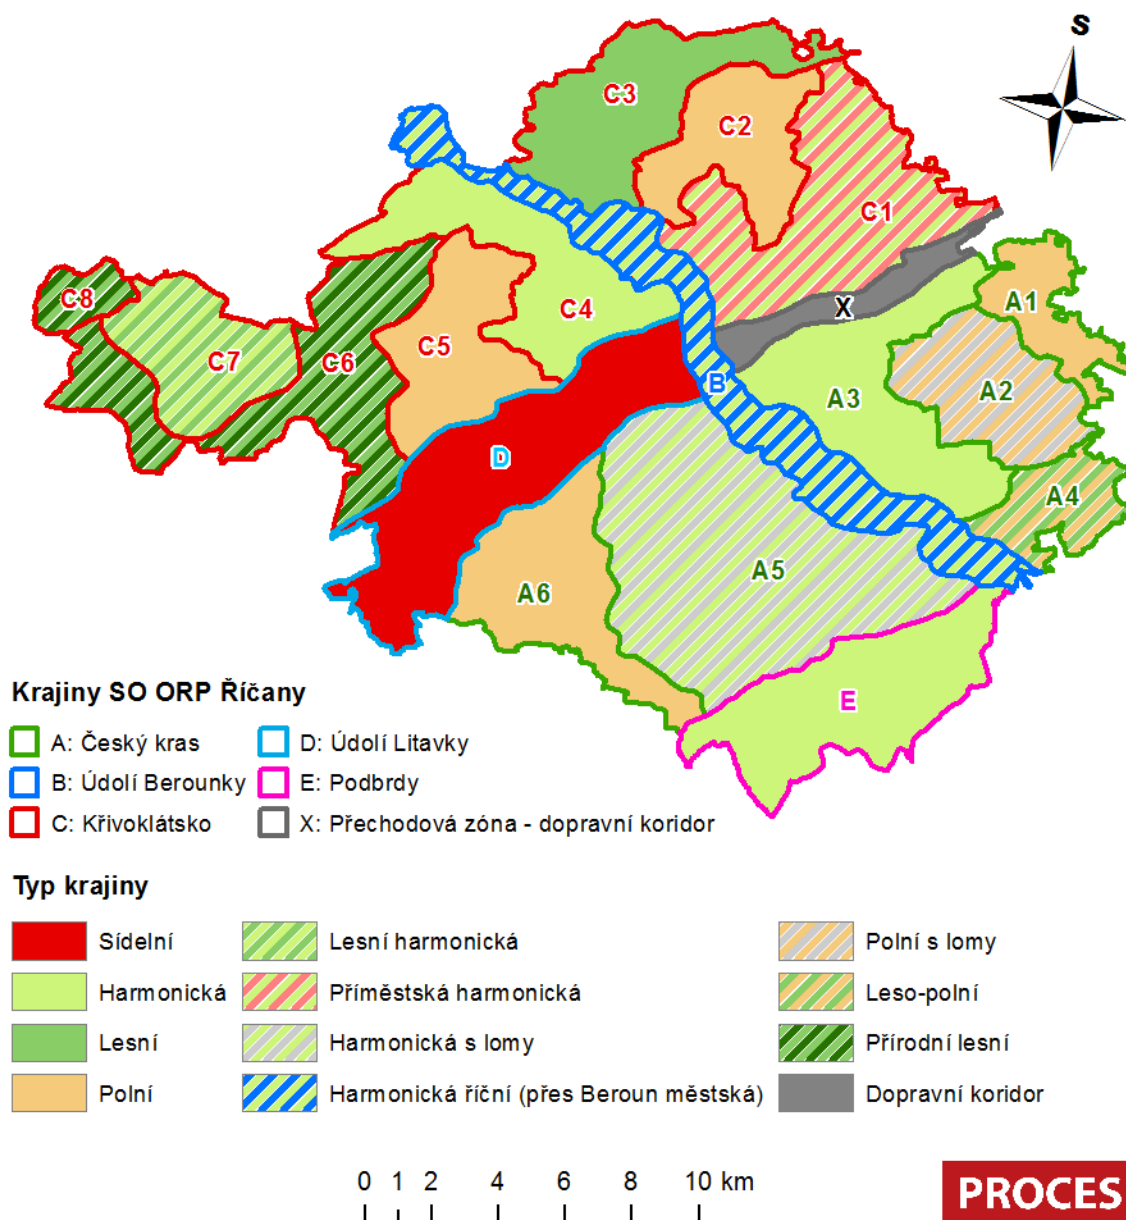 S
C3
C2
C1
C8
C7
C6
C5
C4
X
A1
A2
A3
B
A4
D
A5
A6
E
Krajiny SO ORP Říčany
A: Český kras
D: Údolí Litavky
B: Údolí Berounky
E: Podbrdy
C: Křivoklátsko
X: Přechodová zóna - dopravní koridor
Typ krajiny
Sídelní
Lesní harmonická
Polní s lomy
Harmonická
Příměstská harmonická
Leso-polní
Lesní
Harmonická s lomy
Přírodní lesní
Polní
Harmonická říční (přes Beroun městská)
Dopravní koridor
0 1 2 4 6 8 10 km
PROCES